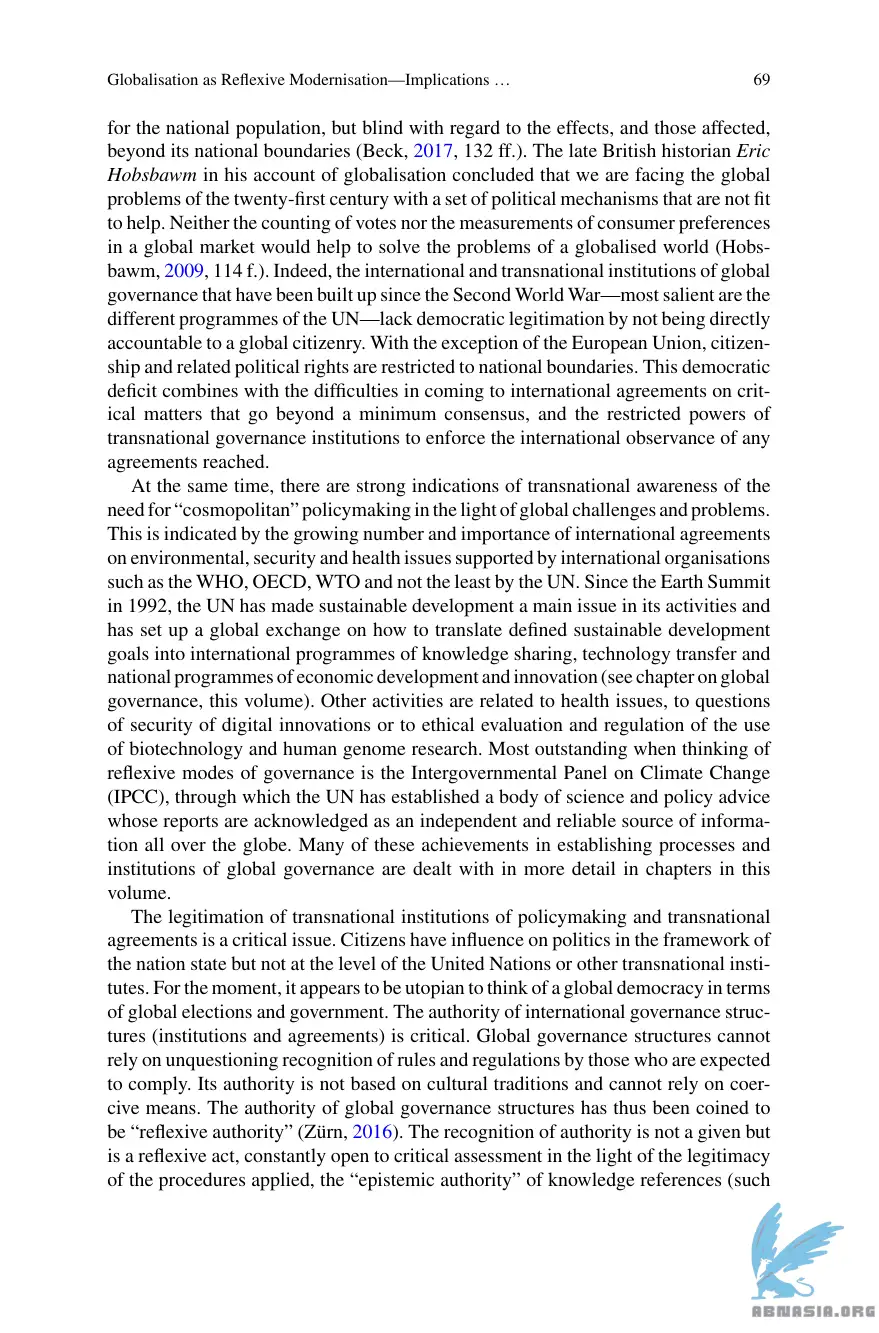 Globalisation as Reflexive Modernisation—Implications … 69
for the national population, but blind with regard to the effects, and those affected,
beyond its national boundaries (Beck, 2017, 132 ff.). The late British historian Eric
Hobsbawm in his account of globalisation concluded that we are facing the global
problems of the twenty-first century with a set of political mechanisms that are not fit
to help. Neither the counting of votes nor the measurements of consumer preferences
in a global market would help to solve the problems of a globalised world (Hobs-
bawm, 2009, 114 f.). Indeed, the international and transnational institutions of global
governance that have been built up since the Second World War—most salient are the
different programmes of the UN—lack democratic legitimation by not being directly
accountable to a global citizenry. With the exception of the European Union, citizen-
ship and related political rights are restricted to national boundaries. This democratic
deficit combines with the difficulties in coming to international agreements on crit-
ical matters that go beyond a minimum consensus, and the restricted powers of
transnational governance institutions to enforce the international observance of any
agreements reached.
At the same time, there are strong indications of transnational awareness of the
need for “cosmopolitan” policymaking in the light of global challenges and problems.
This is indicated by the growing number and importance of international agreements
on environmental, security and health issues supported by international organisations
such as the WHO, OECD, WTO and not the least by the UN. Since the Earth Summit
in 1992, the UN has made sustainable development a main issue in its activities and
has set up a global exchange on how to translate defined sustainable development
goals into international programmes of knowledge sharing, technology transfer and
national programmes of economic development and innovation (see chapter on global
governance, this volume). Other activities are related to health issues, to questions
of security of digital innovations or to ethical evaluation and regulation of the use
of biotechnology and human genome research. Most outstanding when thinking of
reflexive modes of governance is the Intergovernmental Panel on Climate Change
(IPCC), through which the UN has established a body of science and policy advice
whose reports are acknowledged as an independent and reliable source of informa-
tion all over the globe. Many of these achievements in establishing processes and
institutions of global governance are dealt with in more detail in chapters in this
volume.
The legitimation of transnational institutions of policymaking and transnational
agreements is a critical issue. Citizens have influence on politics in the framework of
the nation state but not at the level of the United Nations or other transnational insti-
tutes. For the moment, it appears to be utopian to think of a global democracy in terms
of global elections and government. The authority of international governance struc-
tures (institutions and agreements) is critical. Global governance structures cannot
rely on unquestioning recognition of rules and regulations by those who are expected
to comply. Its authority is not based on cultural traditions and cannot rely on coer-
cive means. The authority of global governance structures has thus been coined to
be “reflexive authority” (Zürn, 2016). The recognition of authority is not a given but
is a reflexive act, constantly open to critical assessment in the light of the legitimacy
of the procedures applied, the “epistemic authority” of knowledge references (such
ABNASIA.ORG